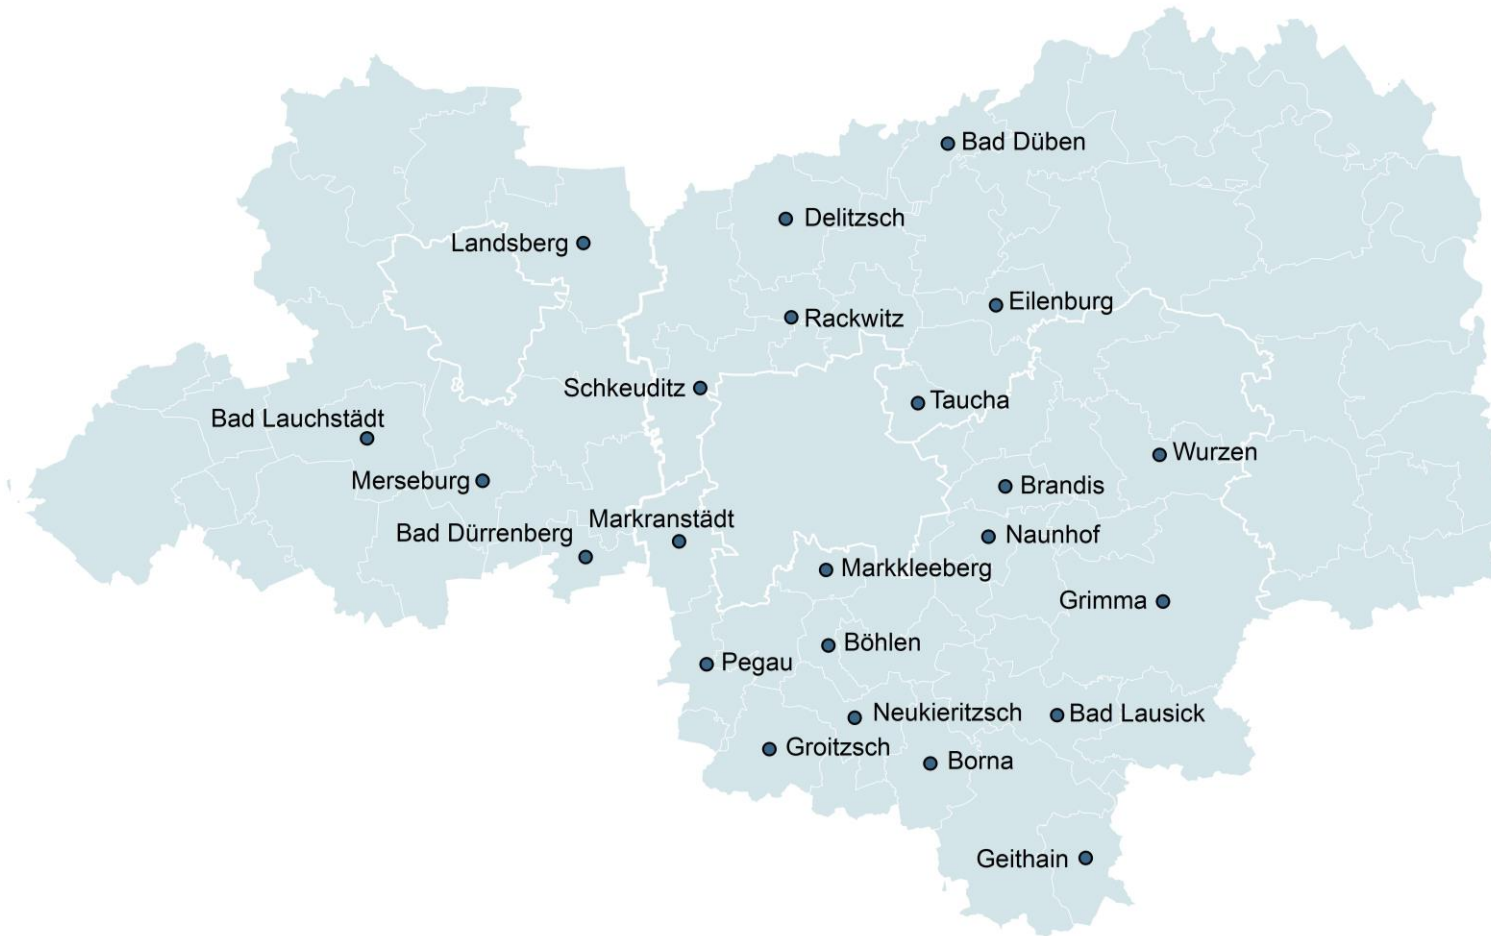 Bad Düben
Delitzsch
Landsberg
Eilenburg
Rackwitz
Schkeuditz
Taucha
Bad Lauchstädt
Wurzen
Merseburg
Brandis
Markranstädt
Bad Dürrenberg
Naunhof
Markkleeberg
Grimma
Böhlen
Pegau
Neukieritzsch
Bad Lausick
Groitzsch
Borna
Geithain